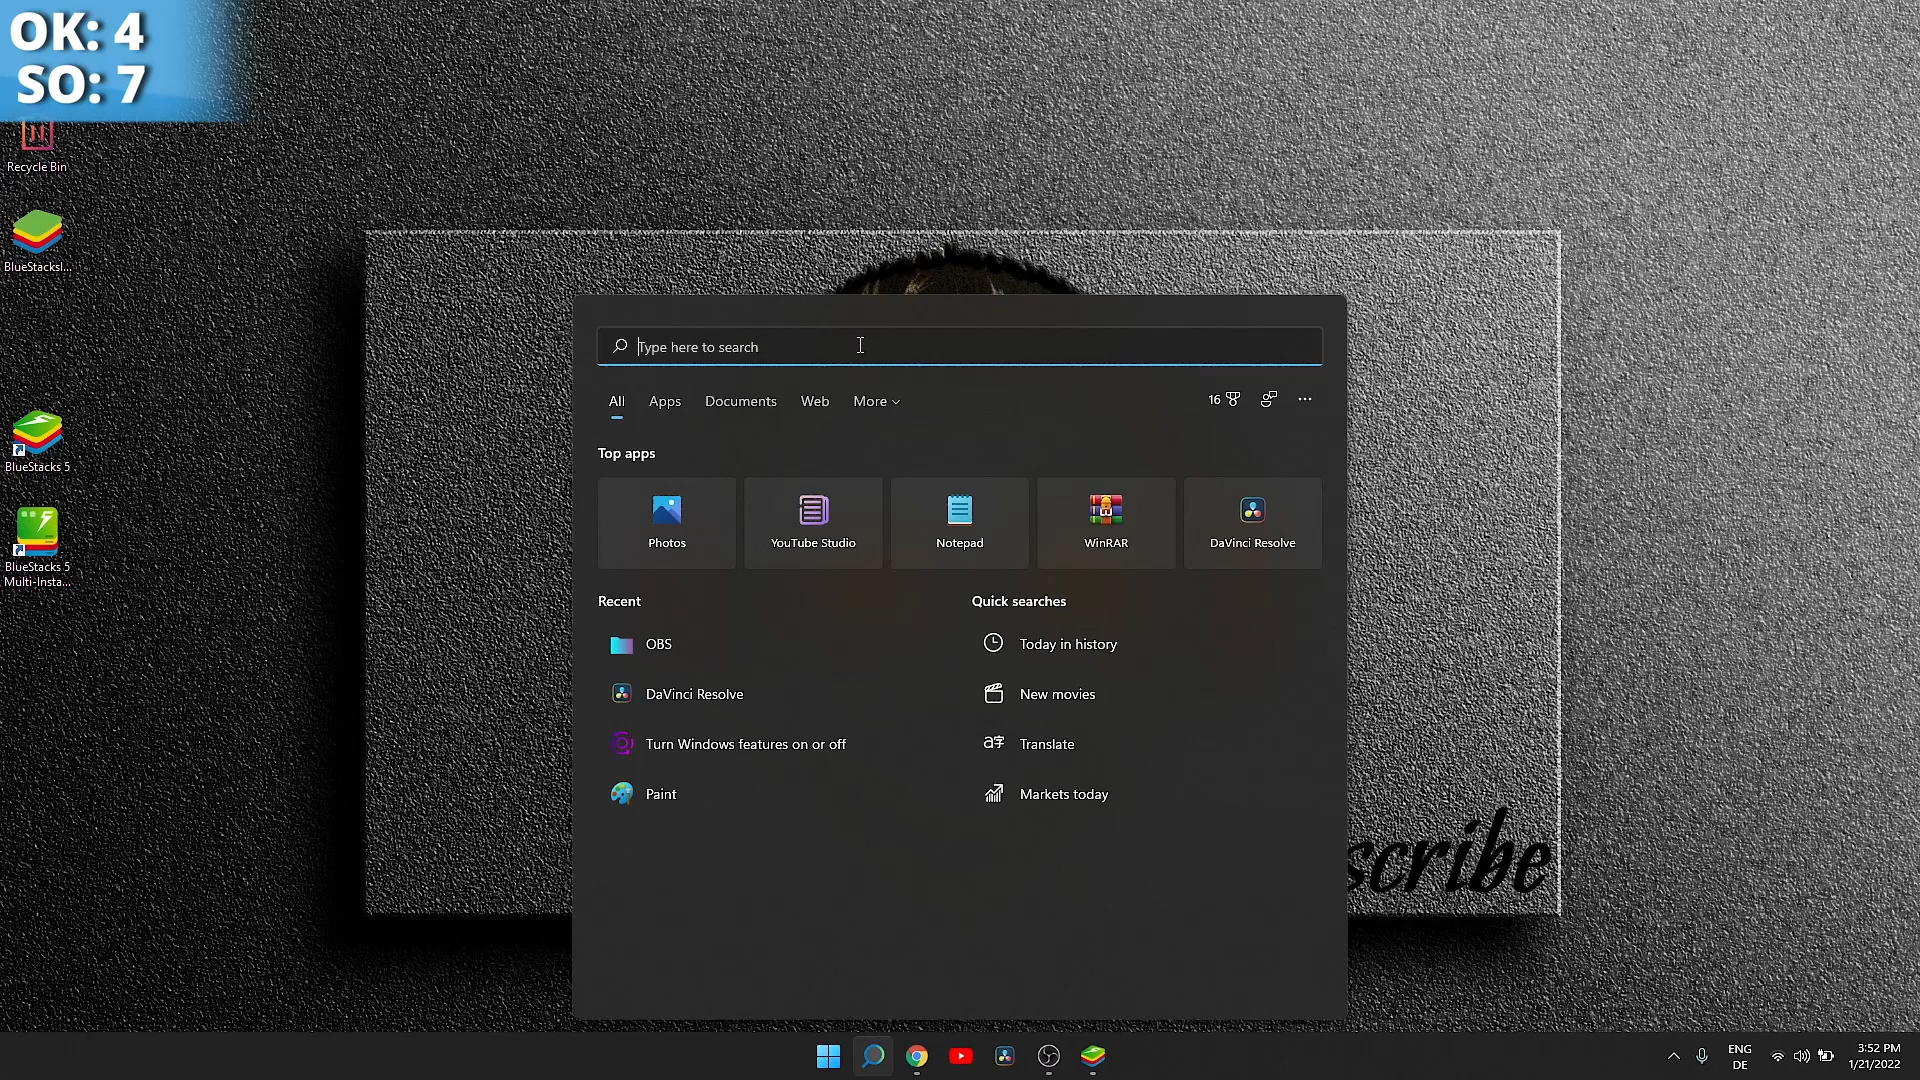 OK: 4
SO: 7
Recycle Bin
BlueStacksI...
BlueStacks 5
BlueStacks 5
Multi-Insta...
Type here to search
All Apps Documents Web More
16
Top apps
Photos YouTube Studio Notepad WinRAR DaVinci Resolve
Recent
OBS
DaVinci Resolve
Turn Windows features on or off
Paint
Quick searches
Today in history
New movies
Translate
Markets today
scribe
ENG
DE
3:52 PM
1/21/2022